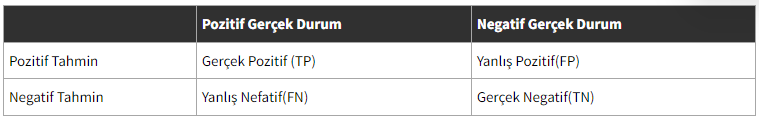 Pozitif Gerçek Durum Negatif Gerçek Durum
Pozitif Tahmin Gerçek Pozitif (TP) Yanlış Pozitif(FP)
Negatif Tahmin Yanlış Nefatif(FN) Gerçek Negatif(TN)